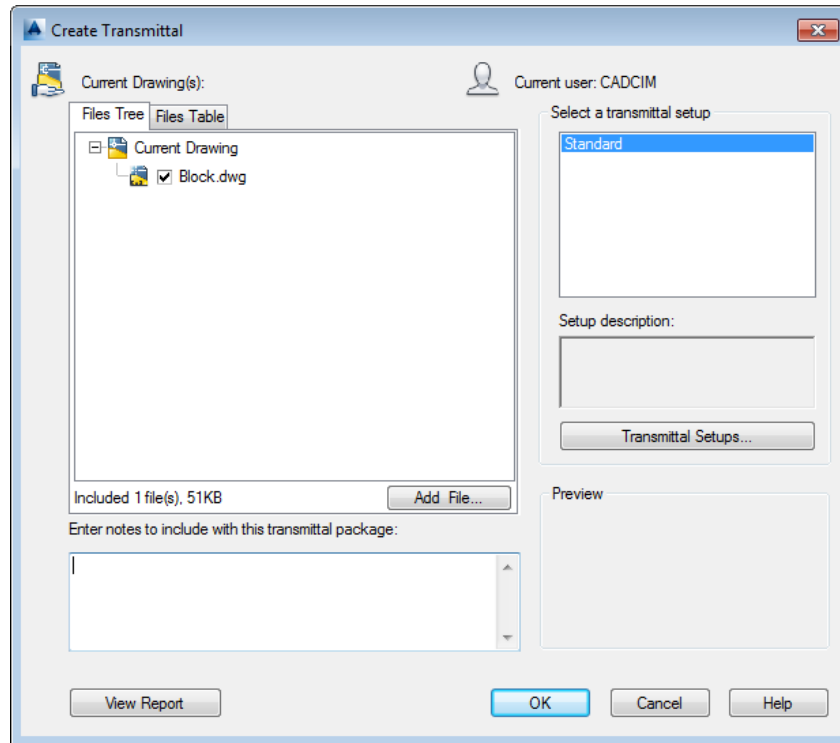 Create Transmittal
Current Drawing(s):
Current user: CADCIM
Files Tree
Files Table
Current Drawing
Block.dwg
Included 1 file(s), 51KB
Add File...
Enter notes to include with this transmittal package:
Select a transmittal setup
Standard
Setup description:
Transmittal Setups...
Preview
View Report
OK
Cancel
Help